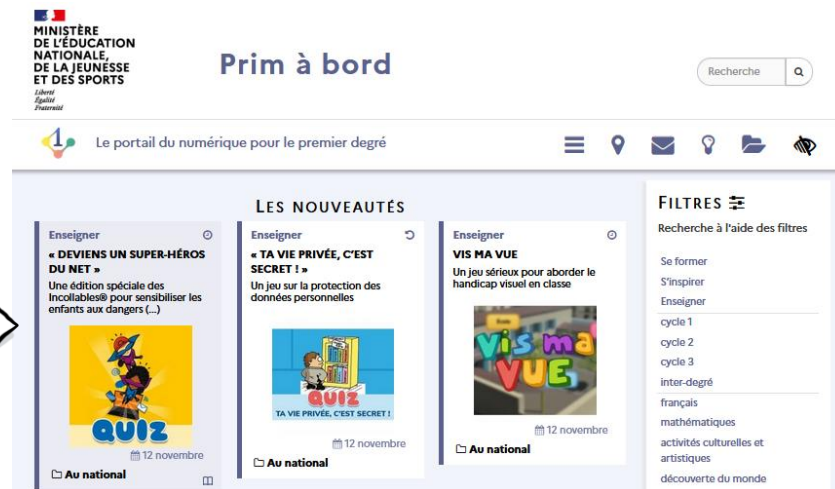 MINISTÈRE
DE L'ÉDUCATION
NATIONALE,
DE LA JEUNESSE
ET DES SPORTS
Liberté
Égalité
Fraternité
Prim à bord
Recherche
1
Le portail du numérique pour le premier degré
LES NOUVEAUTÉS
Enseigner
« DEVIENS UN SUPER-HÉROS
DU NET »
Une édition spéciale des
Incollables® pour sensibiliser les
enfants aux dangers (...)
QUIZ
12 novembre
Au national
Enseigner
« TA VIE PRIVÉE, C'EST
SECRET ! »
Un jeu sur la protection des
données personnelles
QUIZ
TA VIE PRIVÉE, C'EST SECRET !
12 novembre
Au national
Enseigner
VIS MA VUE
Un jeu sérieux pour aborder le
handicap visuel en classe
Vis ma
VUE
12 novembre
Au national
FILTRES
Recherche à l'aide des filtres
Se former
S'inspirer
Enseigner
cycle 1
cycle 2
cycle 3
inter-degré
français
mathématiques
activités culturelles et
artistiques
découverte du monde